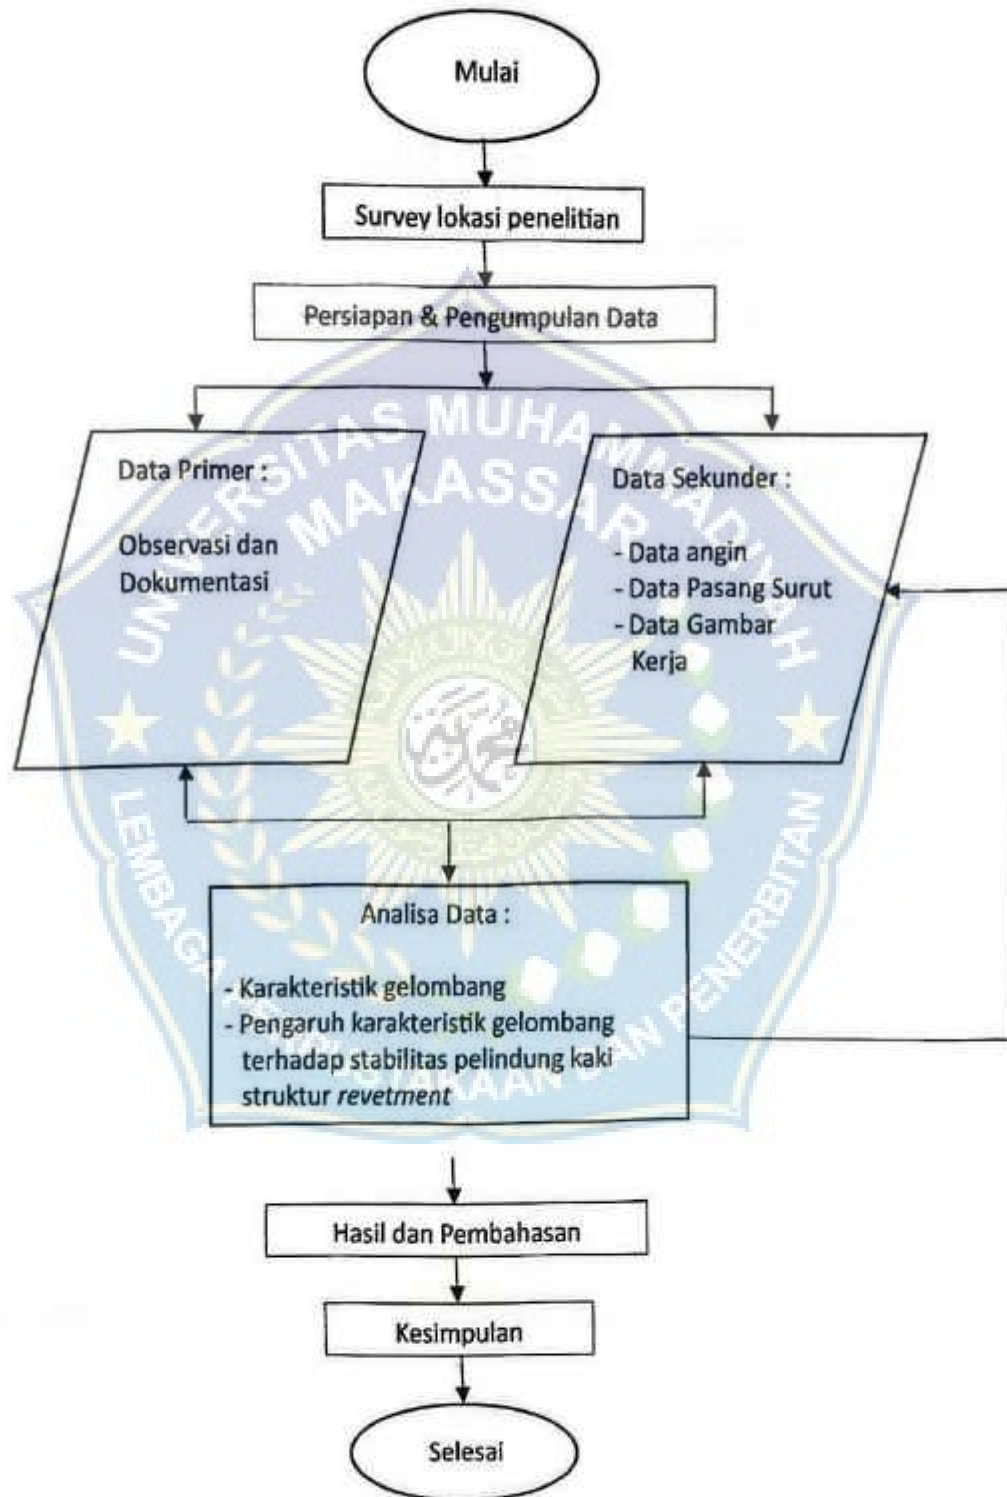 Mulai
Survey lokasi penelitian
Persiapan & Pengumpulan Data
UNIVERSITAS MUHAMMADIYAH
MAKASSAR
Data Primer :
Observasi dan
Dokumentasi
Data Sekunder :
- Data angin
- Data Pasang Surut
- Data Gambar
Kerja
Analisa Data :
- Karakteristik gelombang
- Pengaruh karakteristik gelombang
terhadap stabilitas pelindung kaki
struktur revetment
LEMBAGA PERPUSTAKAAN DAN PENERBITAN
Hasil dan Pembahasan
Kesimpulan
Selesai